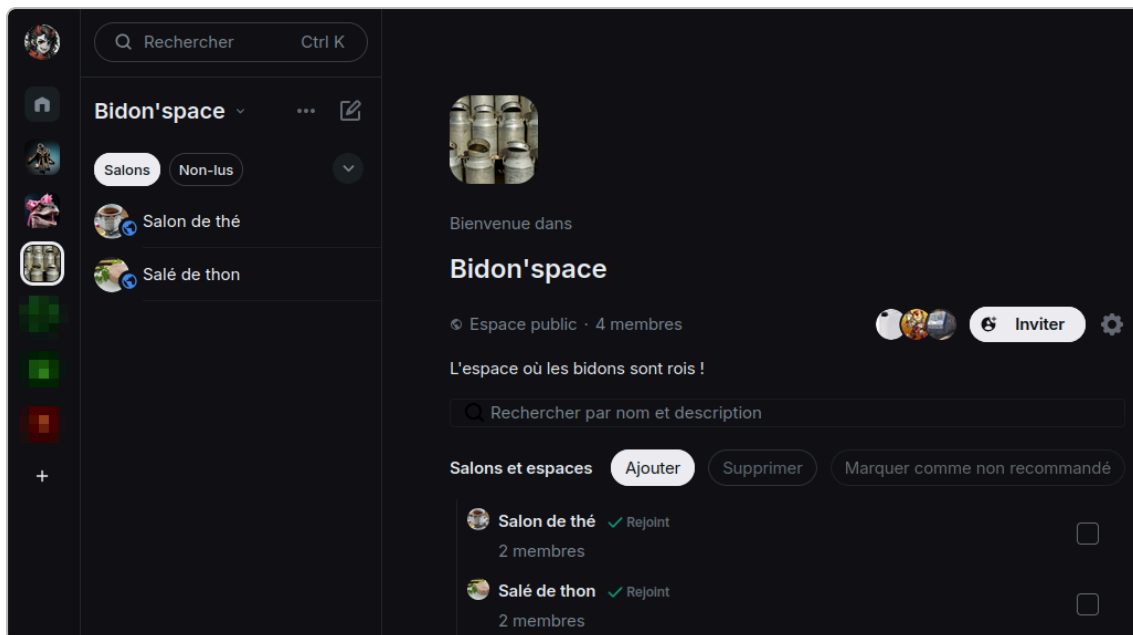 Rechercher Ctrl K
Bidon'space
Salons Non-lus
Salon de thé
Salé de thon
Bienvenue dans
Bidon'space
Espace public · 4 membres
Inviter
L'espace où les bidons sont rois !
Rechercher par nom et description
Salons et espaces Ajouter Supprimer Marquer comme non recommandé
Salon de thé Rejoint
2 membres
Salé de thon Rejoint
2 membres